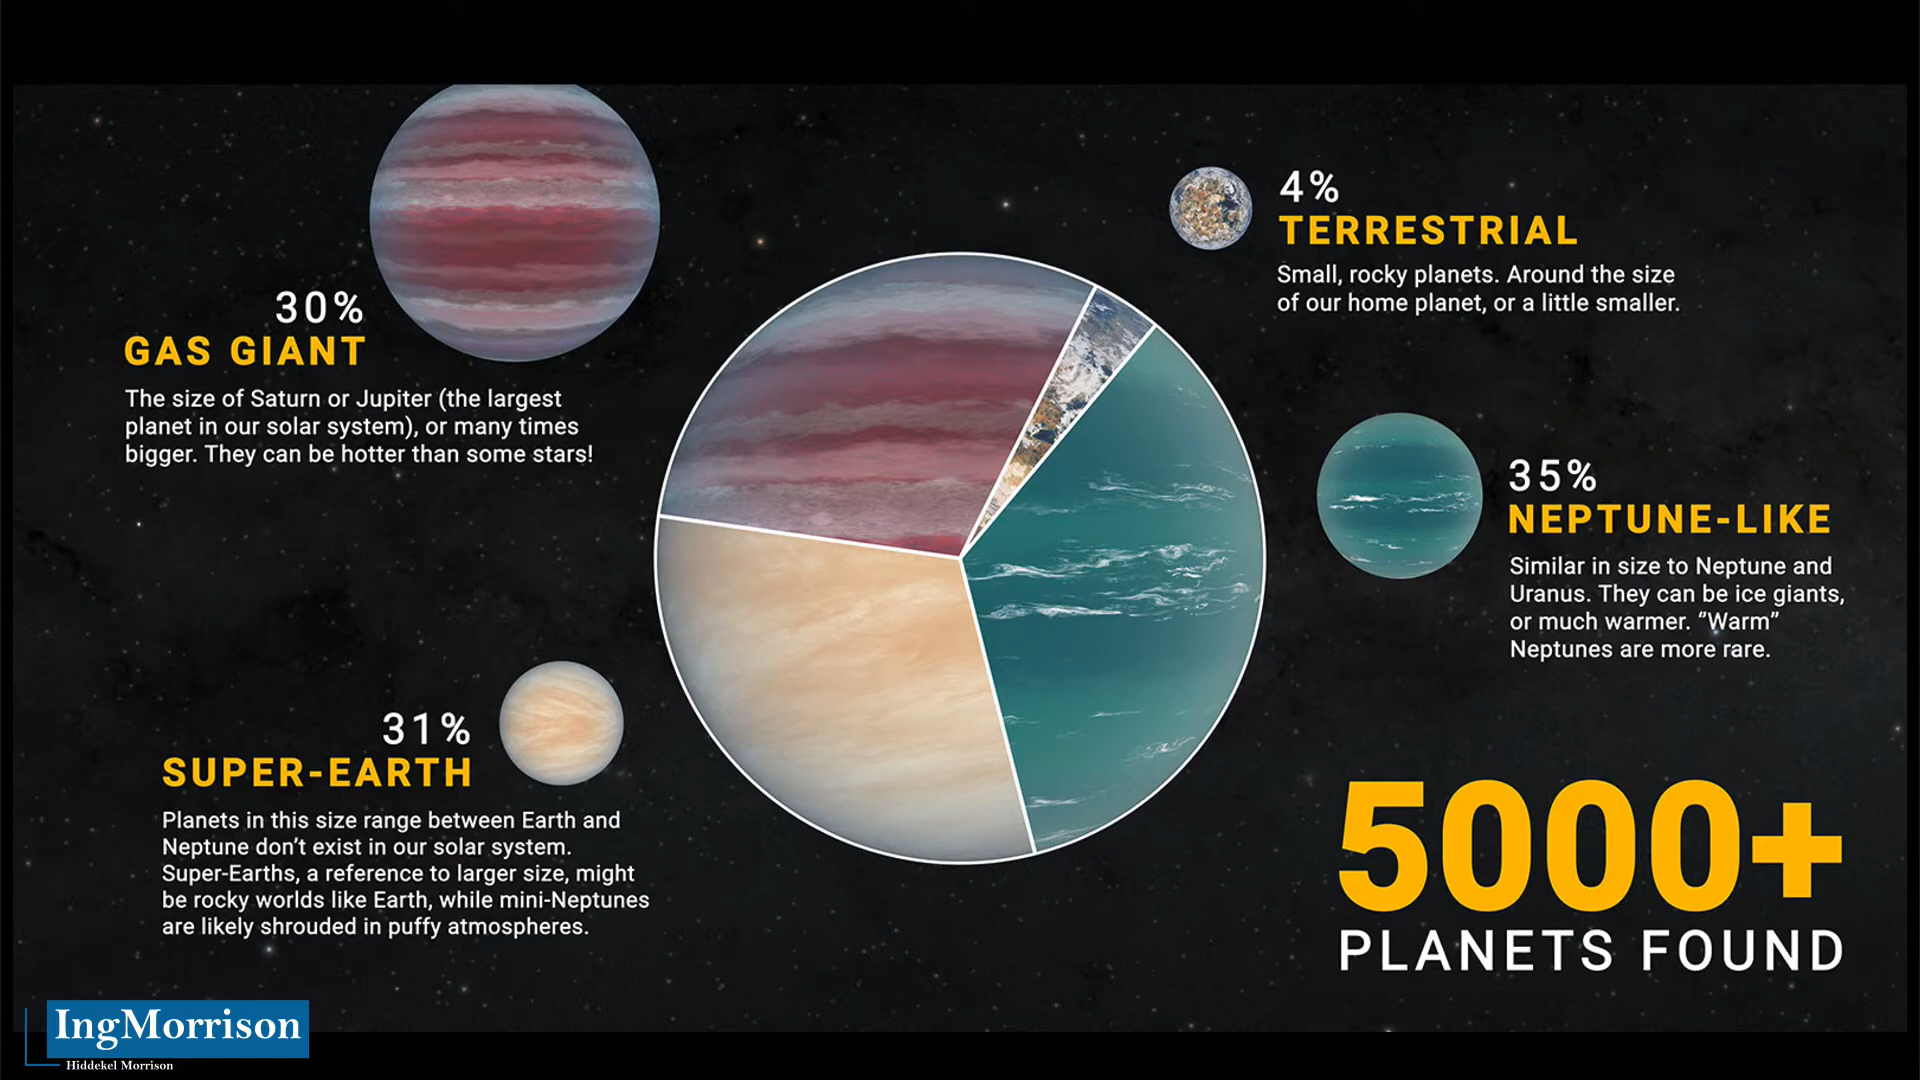 30%
GAS GIANT
The size of Saturn or Jupiter (the largest
planet in our solar system), or many times
bigger. They can be hotter than some stars!
4%
TERRESTRIAL
Small, rocky planets. Around the size
of our home planet, or a little smaller.
35%
NEPTUNE-LIKE
Similar in size to Neptune and
Uranus. They can be ice giants,
or much warmer. “Warm”
Neptunes are more rare.
31%
SUPER-EARTH
Planets in this size range between Earth and
Neptune don’t exist in our solar system.
Super-Earths, a reference to larger size, might
be rocky worlds like Earth, while mini-Neptunes
are likely shrouded in puffy atmospheres.
5000+
PLANETS FOUND
IngMorrison
Hiddekel Morrison